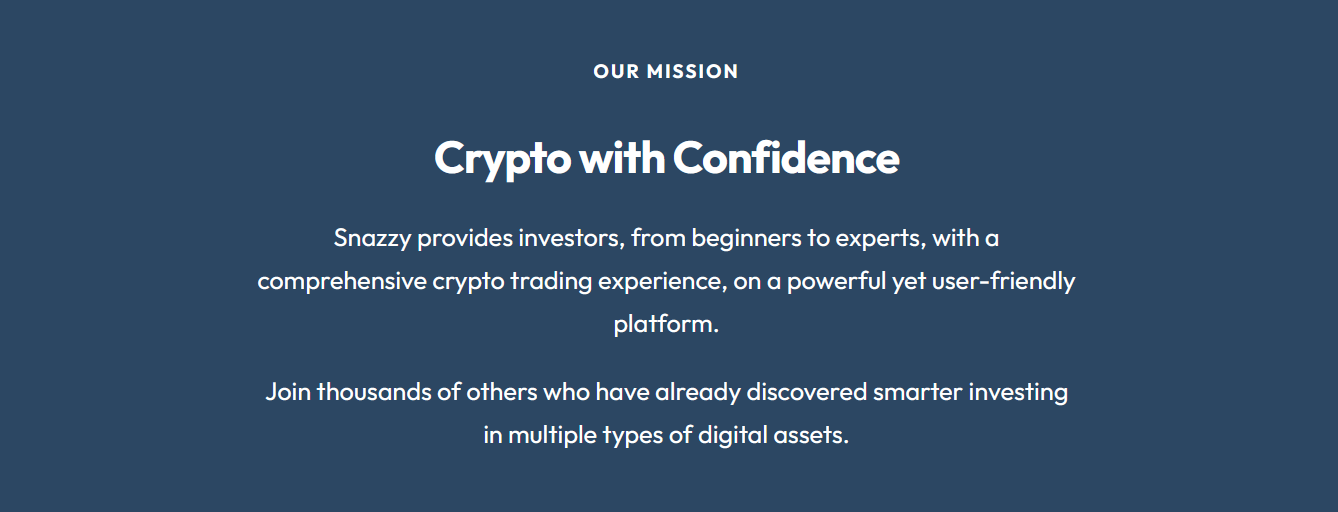 OUR MISSION
Crypto with Confidence
Snazzy provides investors, from beginners to experts, with a
comprehensive crypto trading experience, on a powerful yet user-friendly
platform.
Join thousands of others who have already discovered smarter investing
in multiple types of digital assets.